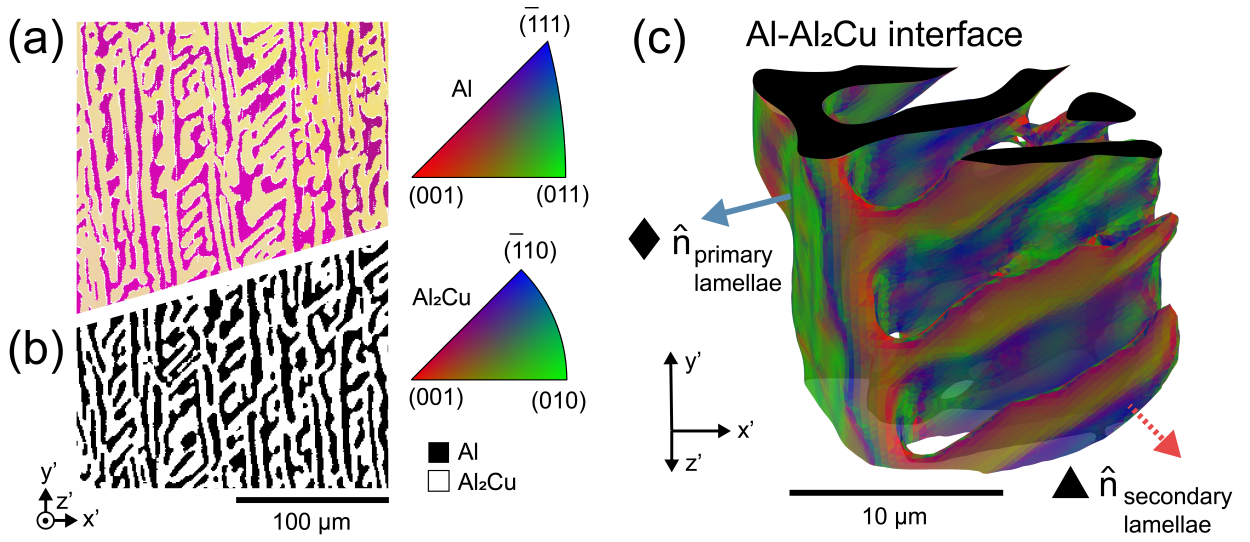 (a)
(b)
y’
z’
x’
100 μm
(1̅11)
Al
(001)
(011)
(1̅10)
Al₂Cu
(001)
(010)
Al
Al₂Cu
(c)
Al-Al₂Cu interface
n̂ primary
lamellae
y’
x’
z’
10 μm
n̂ secondary
lamellae